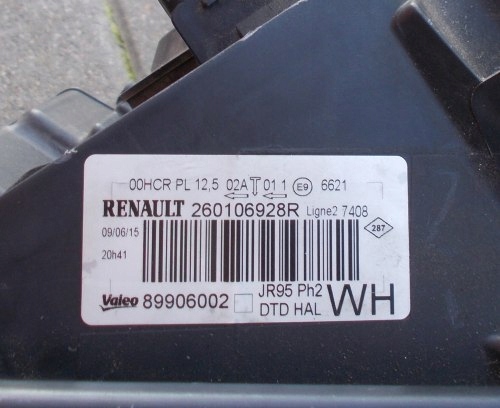 00HCR PL 12,5 02A 01 1 E9 6621
RENAULT 260106928R Ligne2 7408
09/06/15
287
20h41
Valeo 89906002 JR95 Ph2 WH
DTD HAL